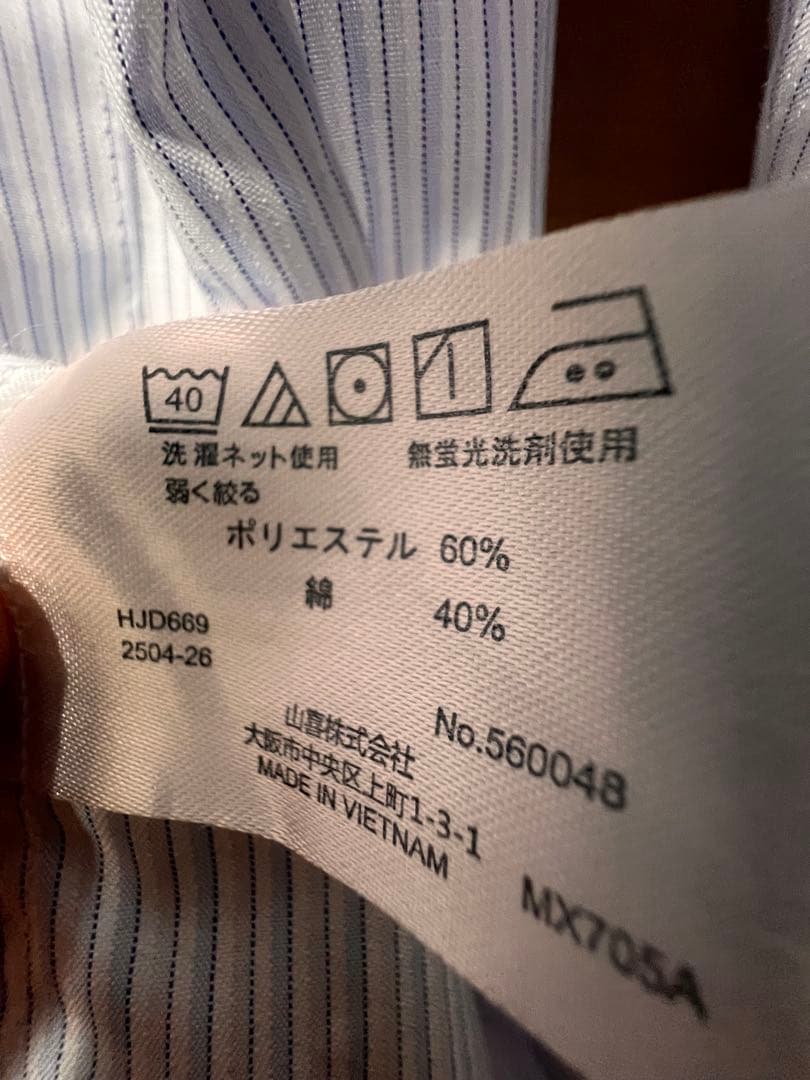 40
洗濯ネット使用
弱く絞る
無蛍光洗剤使用
ポリエステル 60%
綿 40%
HJD669
2504-26
山喜株式会社
大阪市中央区上町1-3-1
MADE IN VIETNAM
No.560048
MX705A